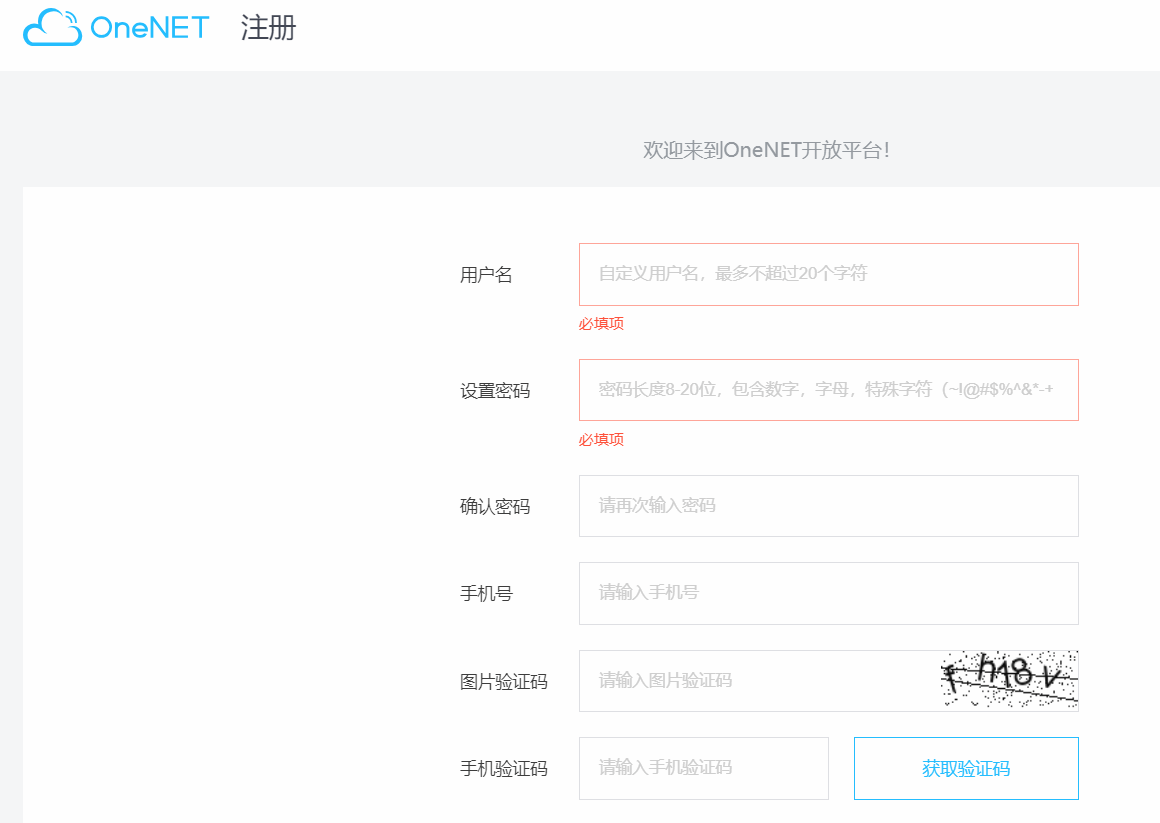 OneNET 注册
欢迎来到OneNET开放平台！
用户名 自定义用户名，最多不超过20个字符
必填项
设置密码 密码长度8-20位，包含数字，字母，特殊字符（~!@#$%^&*-+
必填项
确认密码 请再次输入密码
手机号 请输入手机号
图片验证码 请输入图片验证码
手机验证码 请输入手机验证码 获取验证码